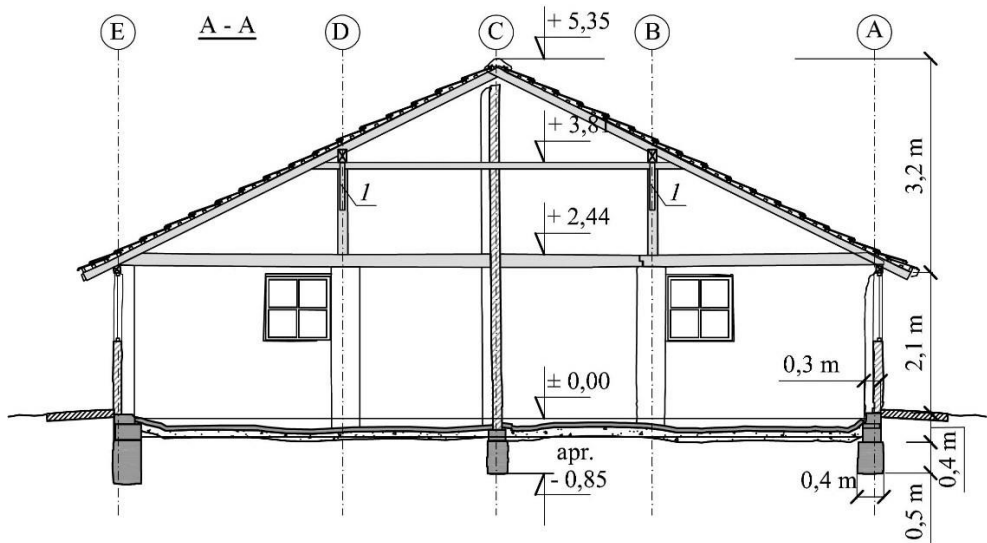 E
A - A
D
C
B
A
+ 5,35
+ 3,81
3,2 m
1
1
+ 2,44
2,1 m
0,3 m
± 0,00
apr.
- 0,85
0,4 m
0,4 m
0,5 m